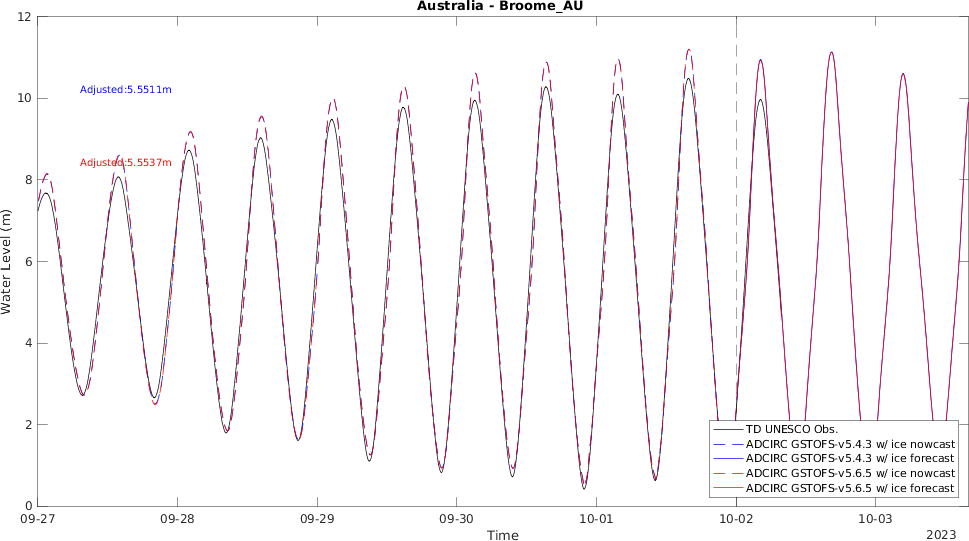 Australia - Broome_AU
12
10
8
6
4
2
0
Water Level (m)
Adjusted:5.5511m
Adjusted:5.5537m
TD UNESCO Obs.
ADCIRC GSTOFS-v5.4.3 w/ ice nowcast
ADCIRC GSTOFS-v5.4.3 w/ ice forecast
ADCIRC GSTOFS-v5.6.5 w/ ice nowcast
ADCIRC GSTOFS-v5.6.5 w/ ice forecast
09-27 09-28 09-29 09-30 10-01 10-02 10-03
Time
2023